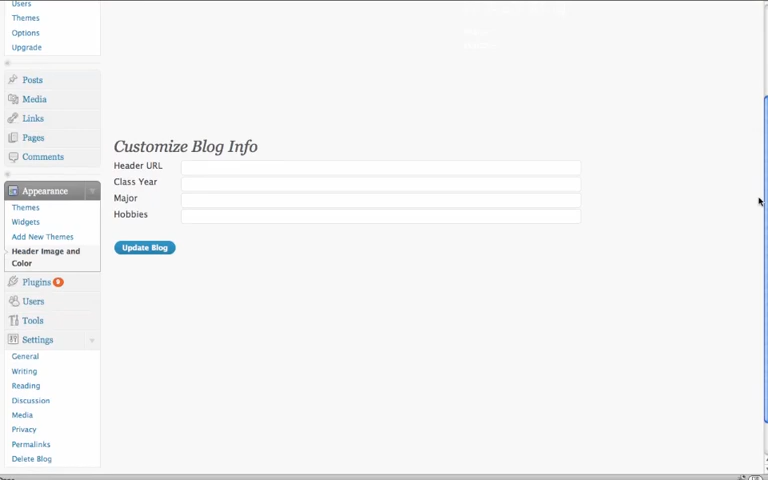 Users
Themes
Options
Upgrade
Posts
Media
Links
Pages
Comments
Appearance
Themes
Widgets
Add New Themes
Header Image and
Color
Plugins 9
Users
Tools
Settings
General
Writing
Reading
Discussion
Media
Privacy
Permalinks
Delete Blog
Customize Blog Info
Header URL
Class Year
Major
Hobbies
Update Blog